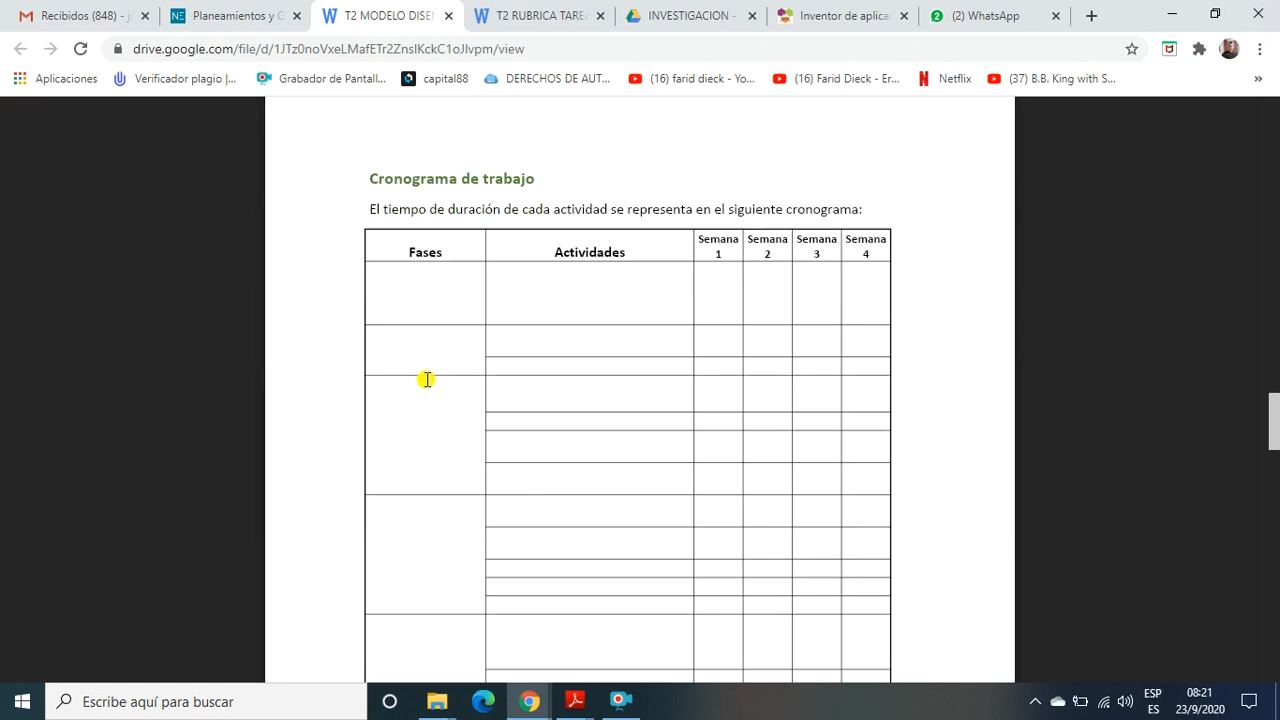 Recibidos (848) - j
Planeamientos y G
T2 MODELO DISEÑ
T2 RUBRICA TAREA
INVESTIGACION -
Inventor de aplica
(2) WhatsApp
drive.google.com/file/d/1JTz0noVxeLMafETr2ZnslKckC1oJlvpm/view
Aplicaciones
Verificador plagio |...
Grabador de Pantall...
capital88
DERECHOS DE AUT...
(16) farid dieck - Yo...
(16) Farid Dieck - Er...
Netflix
(37) B.B. King with S...
»
Cronograma de trabajo
El tiempo de duración de cada actividad se representa en el siguiente cronograma:
Fases
Actividades
Semana
1
Semana
2
Semana
3
Semana
4
Escribe aquí para buscar
ESP
ES
08:21
23/9/2020